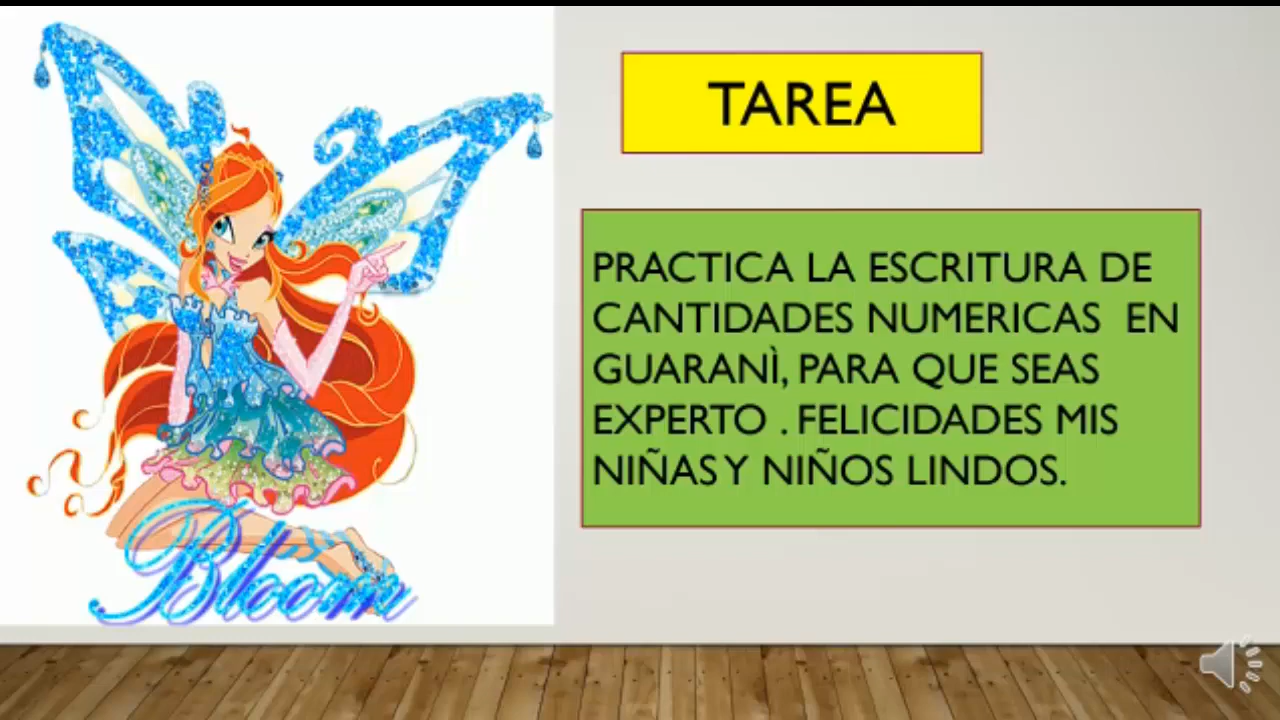 TAREA
PRACTICA LA ESCRITURA DE
CANTIDADES NUMERICAS EN
GUARANÌ, PARA QUE SEAS
EXPERTO . FELICIDADES MIS
NIÑAS Y NIÑOS LINDOS.
Bloom